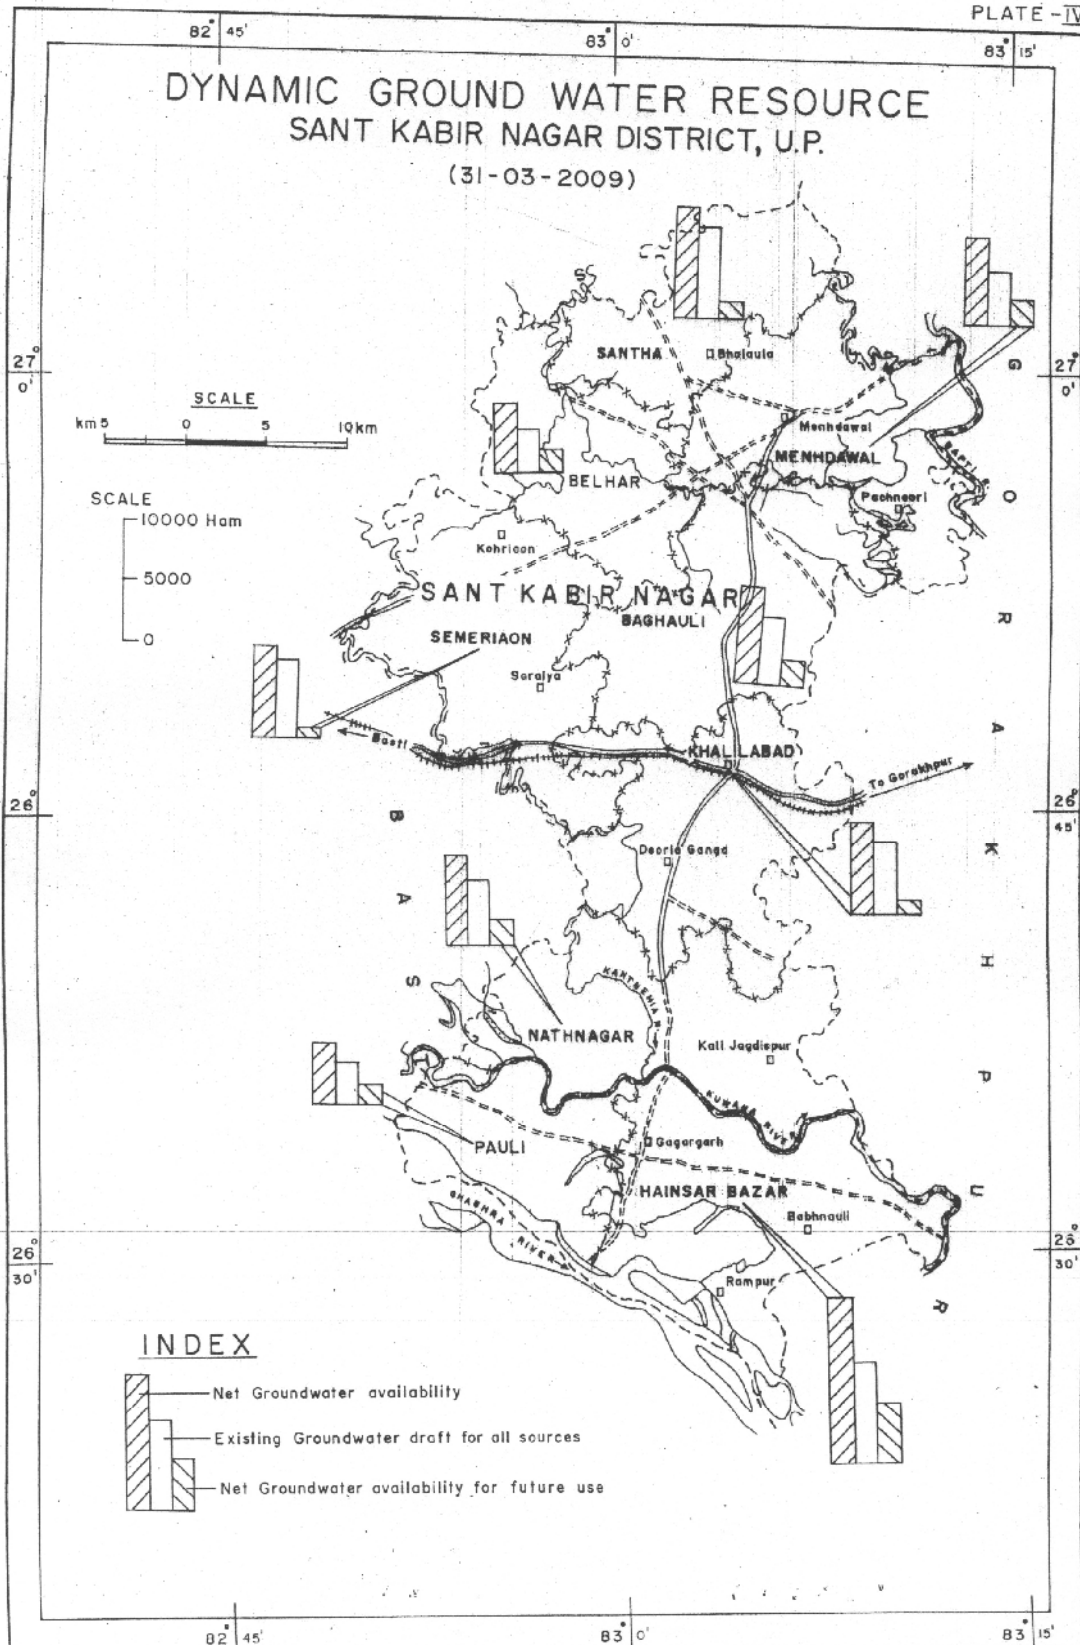 PLATE - IV
82° 45'
83° 0'
83° 15'
DYNAMIC GROUND WATER RESOURCE
SANT KABIR NAGAR DISTRICT, U.P.
(31-03-2009)
27° 0'
27° 0'
SANTHA
Bhalaula
SCALE
km 5 0 5 10 km
Menhdawal
MENHDAWAL
RAPTI
BELHAR
Pachneori
SCALE
10000 Ham
5000
0
Kohriaon
SANT KABIR NAGAR
BAGHAULI
SEMERIAON
Seraiya
Basti
KHALILABAD
To Gorakhpur
26° 45'
Deoria Ganga
B A S
G O R A K H P U R
NATHNAGAR
Kali Jagdispur
KUWANA RIVER
PAULI
Gagargarh
HAINSAR BAZAR
Babhnauli
GHAGHRA RIVER
Rampur
26° 30'
26° 30'
INDEX
Net Groundwater availability
Existing Groundwater draft for all sources
Net Groundwater availability for future use
82° 45'
83° 0'
83° 15'